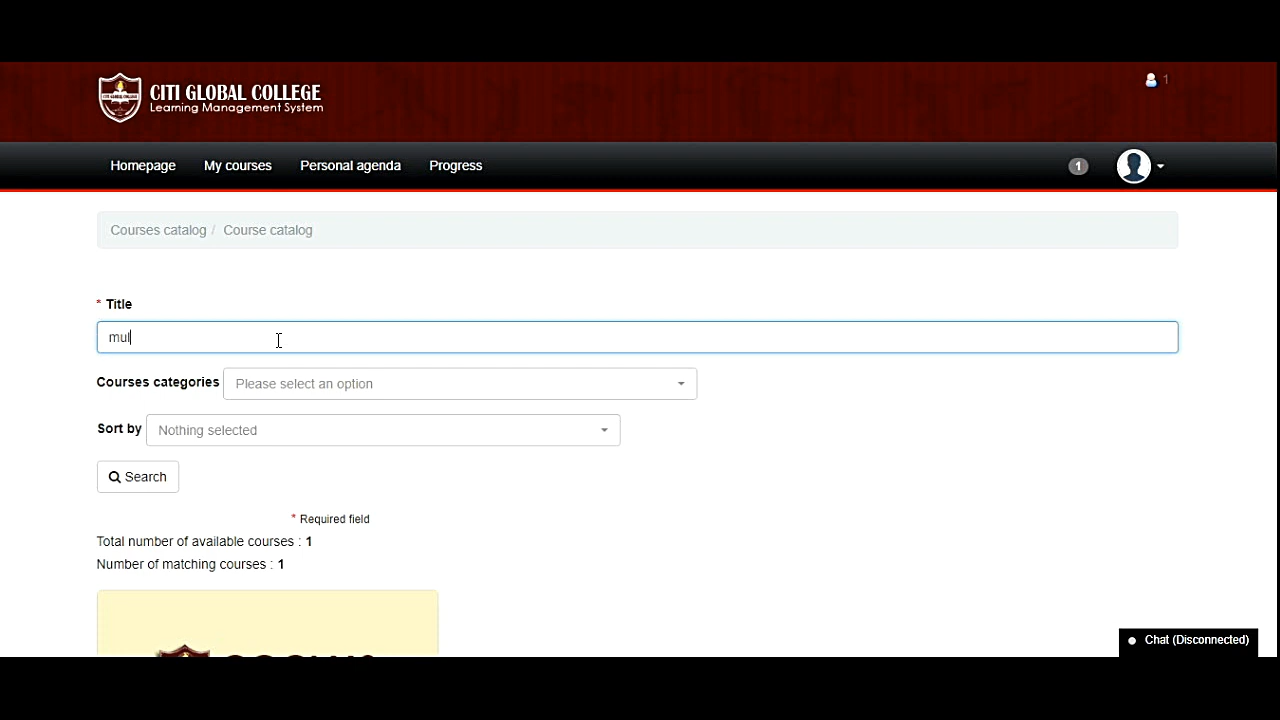 CITI GLOBAL COLLEGE
Learning Management System
1
Homepage My courses Personal agenda Progress 1
Courses catalog / Course catalog
* Title
mul
Courses categories Please select an option
Sort by Nothing selected
Search
* Required field
Total number of available courses : 1
Number of matching courses : 1
Chat (Disconnected)